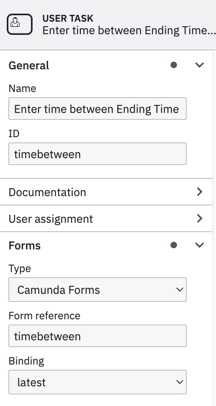 USER TASK
Enter time between Ending Time...
General
Name
Enter time between Ending Time
ID
timebetween
Documentation
User assignment
Forms
Type
Camunda Forms
Form reference
timebetween
Binding
latest